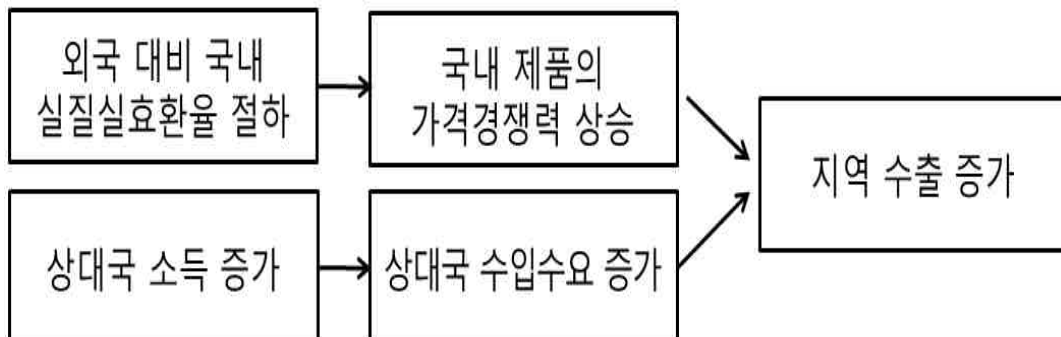 외국 대비 국내
실질실효환율 절하
국내 제품의
가격경쟁력 상승
지역 수출 증가
상대국 소득 증가
상대국 수입수요 증가